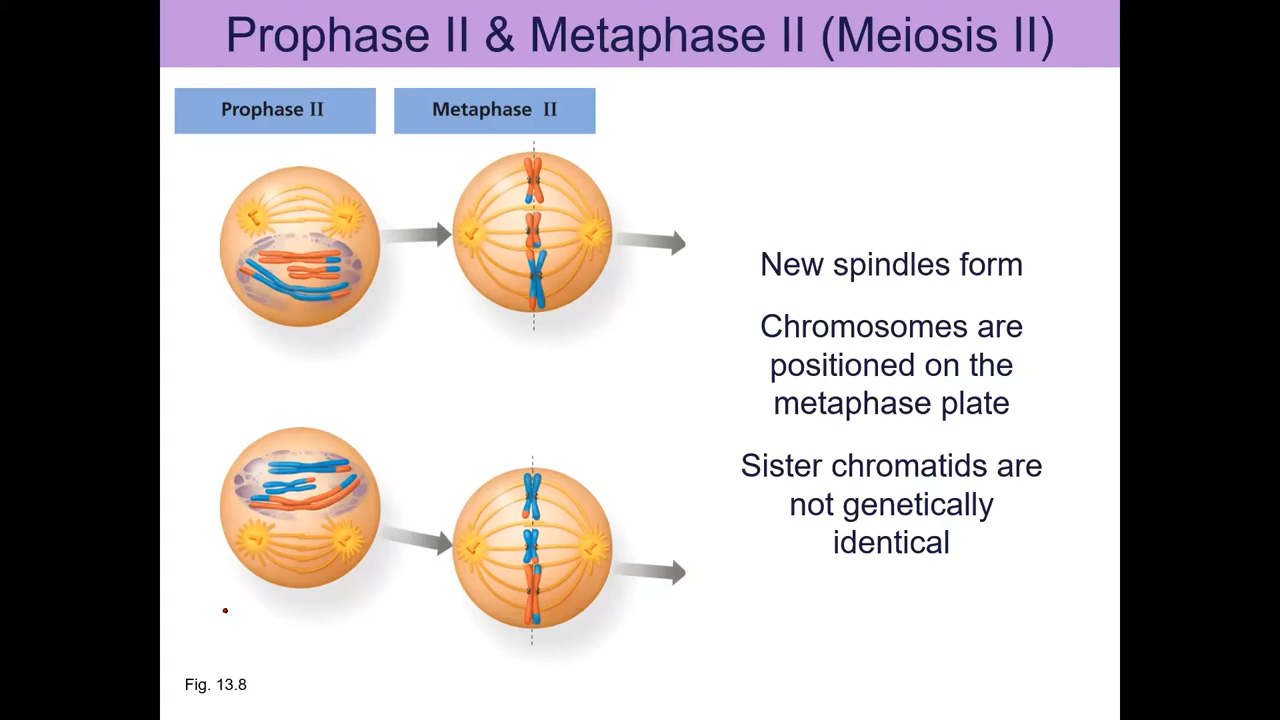 Prophase II & Metaphase II (Meiosis II)
Prophase II
Metaphase II
New spindles form
Chromosomes are
positioned on the
metaphase plate
Sister chromatids are
not genetically
identical
Fig. 13.8